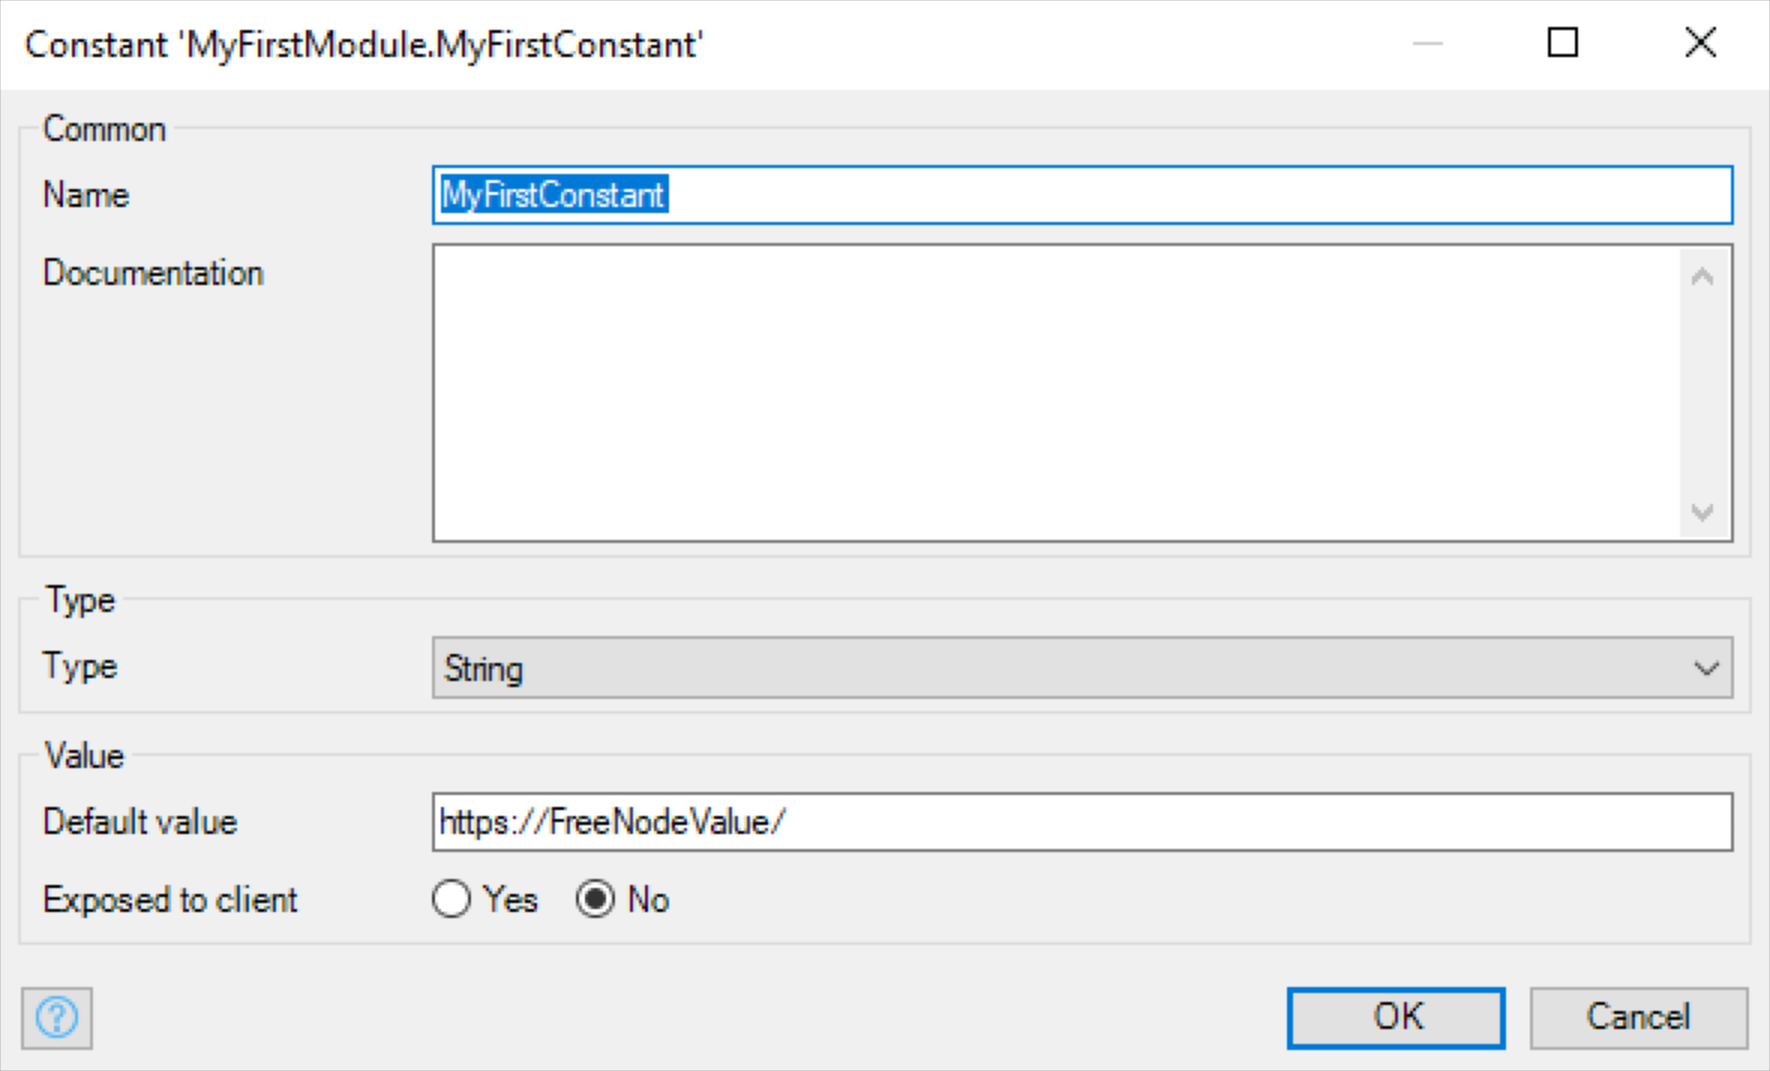 Constant 'MyFirstModule.MyFirstConstant'
Common
Name
MyFirstConstant
Documentation
Type
Type
String
Value
Default value
https://FreeNodeValue/
Exposed to client
Yes
No
?
OK
Cancel